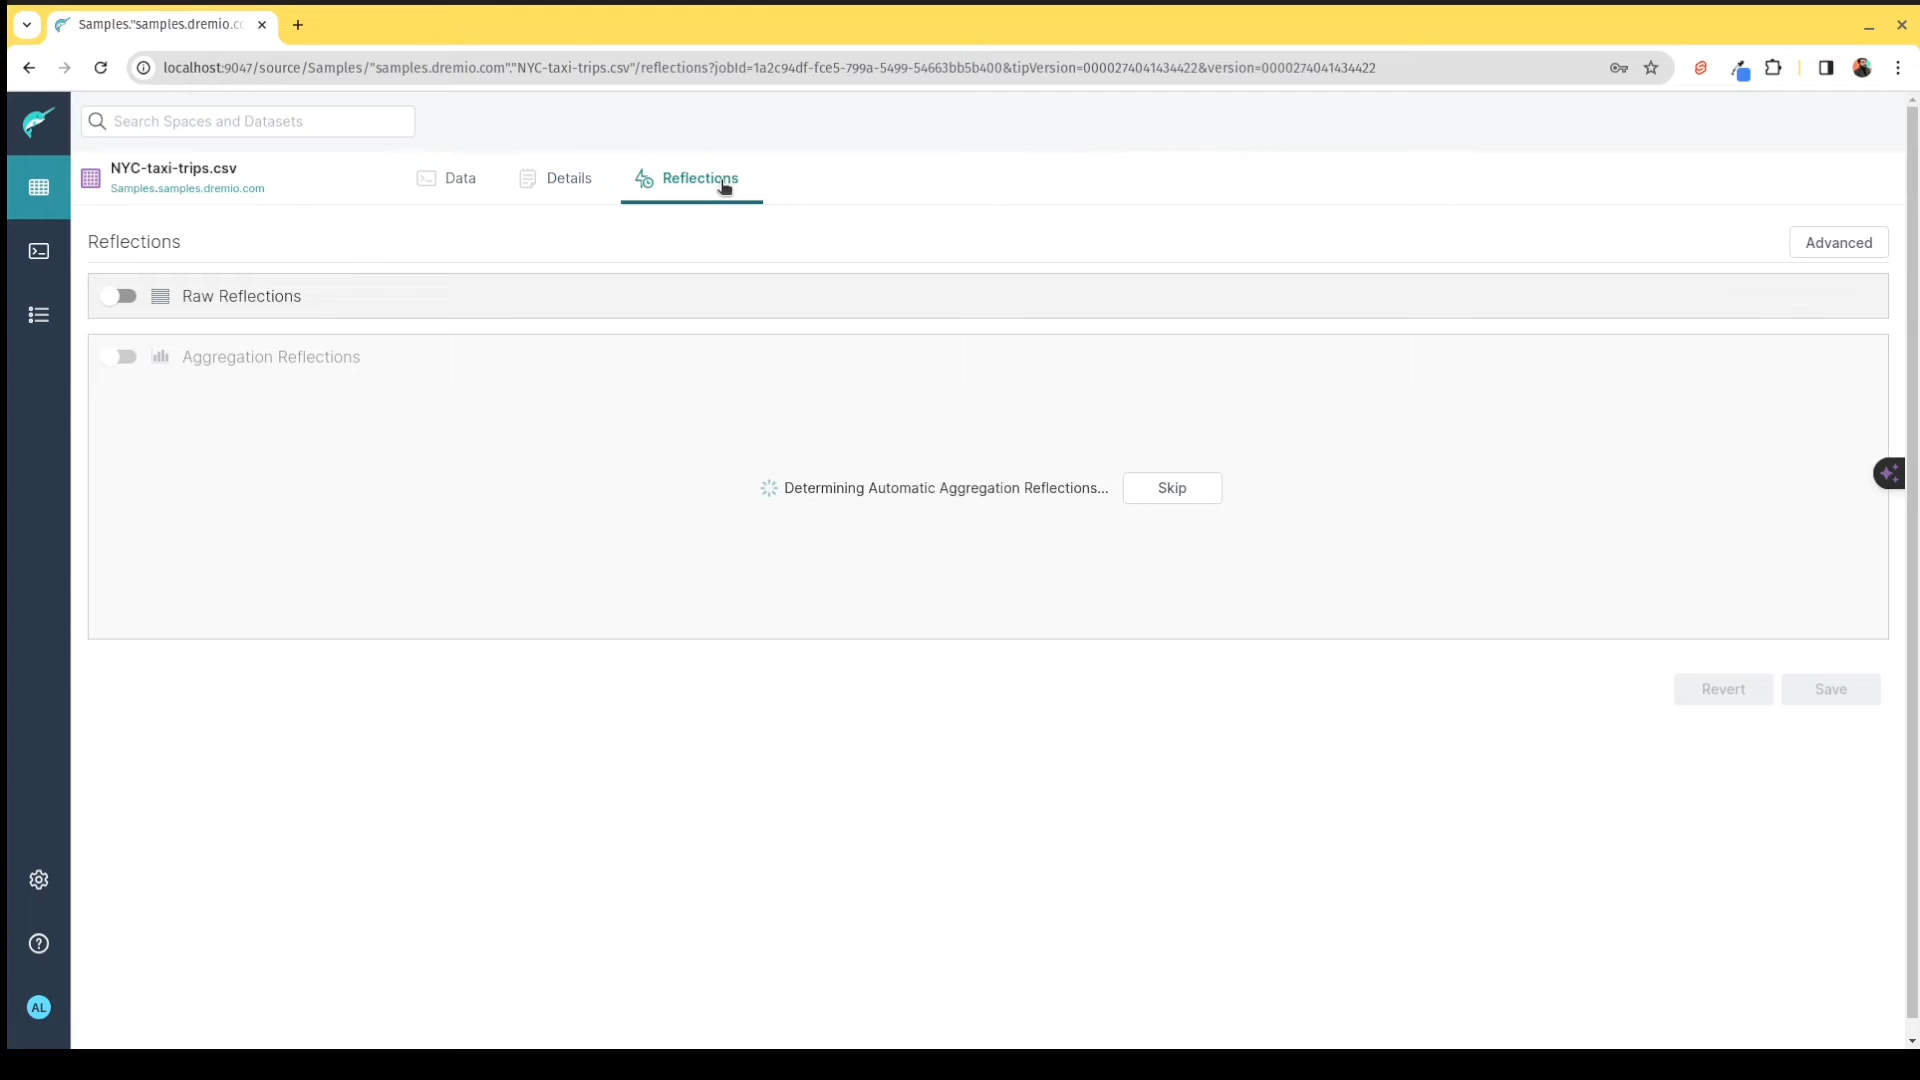 Samples."samples.dremio.co
localhost:9047/source/Samples/"samples.dremio.com"."NYC-taxi-trips.csv"/reflections?jobId=1a2c94df-fce5-799a-5499-54663bb5b400&tipVersion=0000274041434422&version=0000274041434422
Search Spaces and Datasets
NYC-taxi-trips.csv
Samples.samples.dremio.com
Data
Details
Reflections
Reflections
Advanced
Raw Reflections
Aggregation Reflections
Determining Automatic Aggregation Reflections...
Skip
Revert
Save
AL